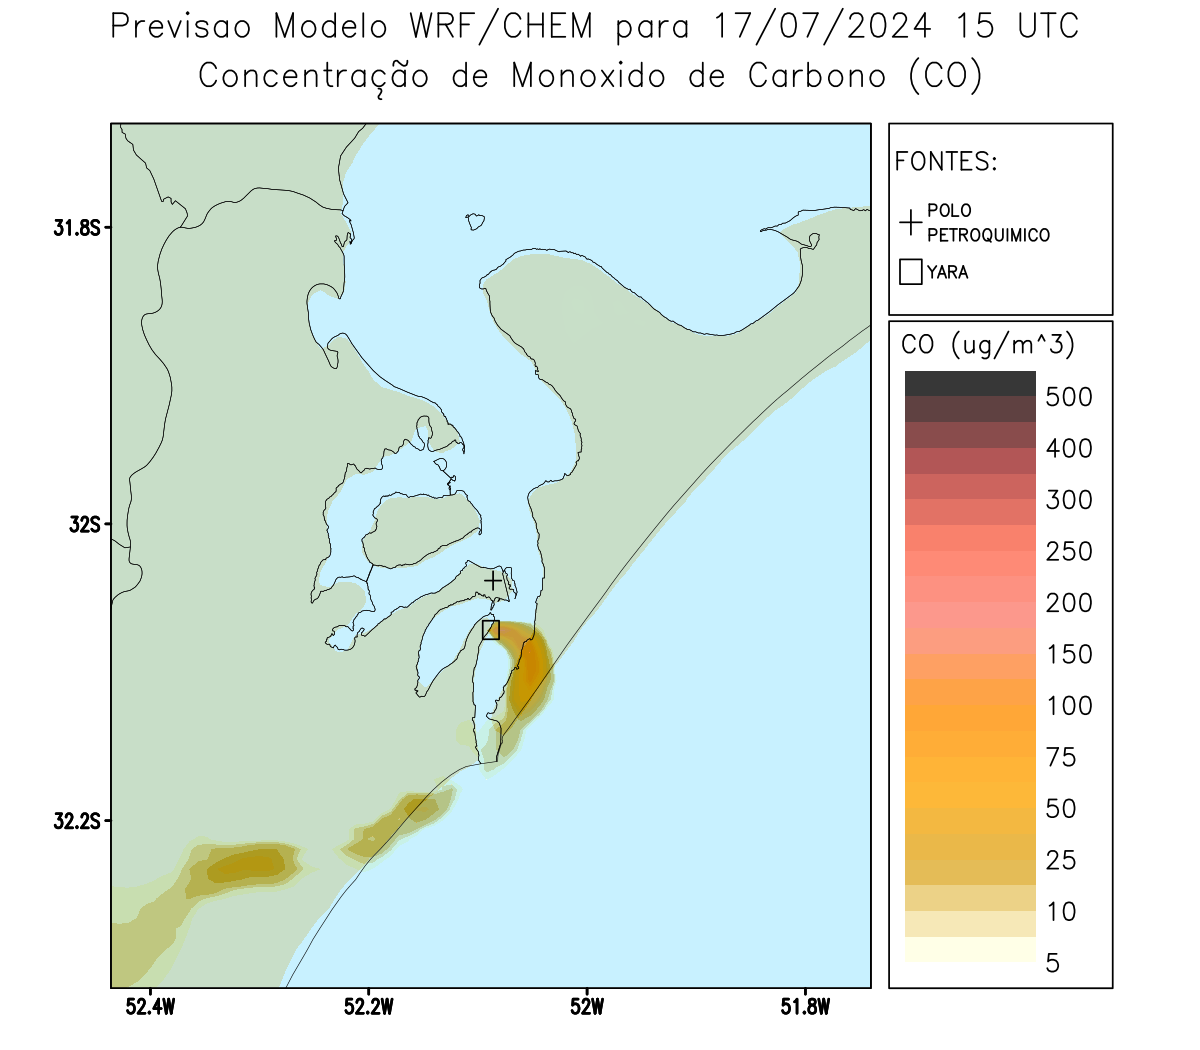 Previsao Modelo WRF/CHEM para 17/07/2024 15 UTC
Concentração de Monoxido de Carbono (CO)
FONTES:
POLO
PETROQUIMICO
YARA
CO (ug/m^3)
500
400
300
250
200
150
100
75
50
25
10
5
31.8S
32S
32.2S
52.4W
52.2W
52W
51.8W